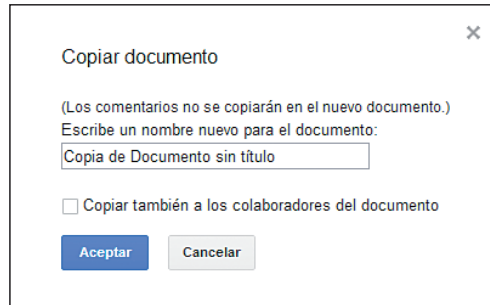 Copiar documento
(Los comentarios no se copiarán en el nuevo documento.)
Escribe un nombre nuevo para el documento:
Copia de Documento sin título
Copiar también a los colaboradores del documento
Aceptar Cancelar